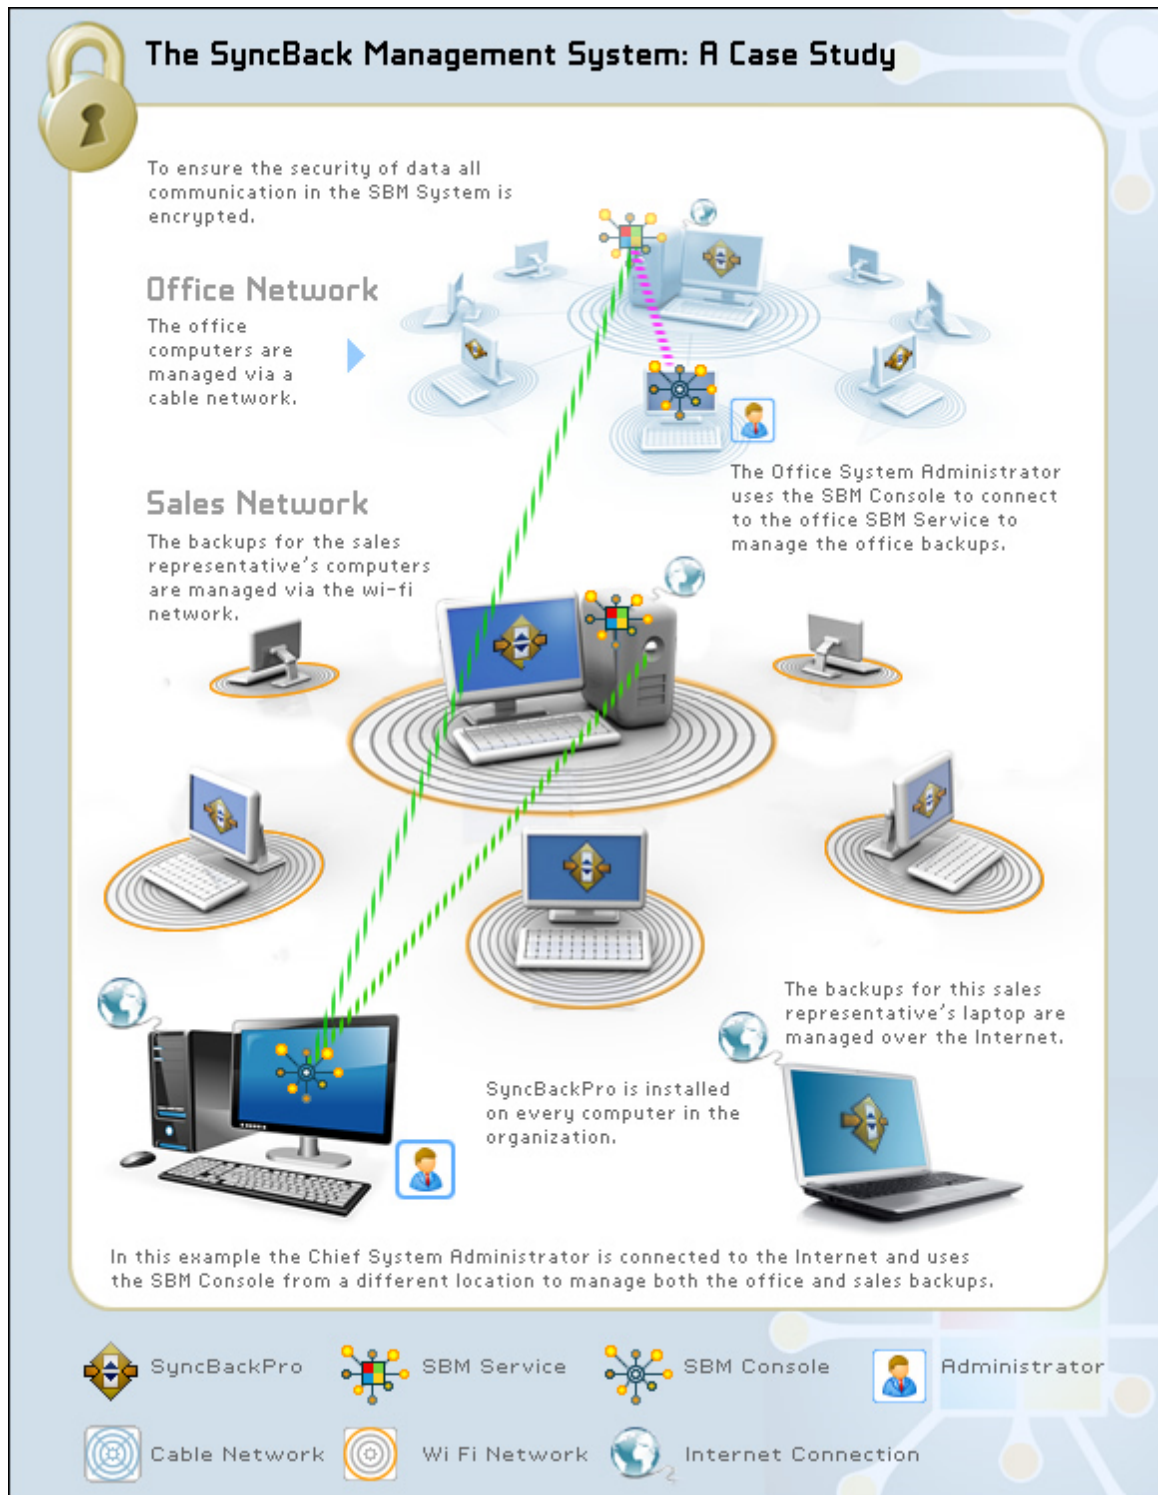 The SyncBack Management System: A Case Study
To ensure the security of data all
communication in the SBM System is
encrypted.
Office Network
The office
computers are
managed via a
cable network.
The Office System Administrator
uses the SBM Console to connect
to the office SBM Service to
manage the office backups.
Sales Network
The backups for the sales
representative's computers
are managed via the wi-fi
network.
The backups for this sales
representative's laptop are
managed over the Internet.
SyncBackPro is installed
on every computer in the
organization.
In this example the Chief System Administrator is connected to the Internet and uses
the SBM Console from a different location to manage both the office and sales backups.
SyncBackPro
SBM Service
SBM Console
Administrator
Cable Network
Wi Fi Network
Internet Connection